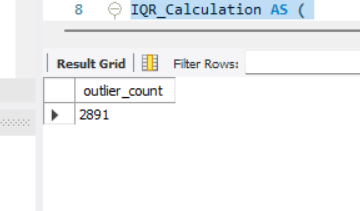 8 IQR_Calculation AS (
Result Grid Filter Rows:
outlier_count
2891